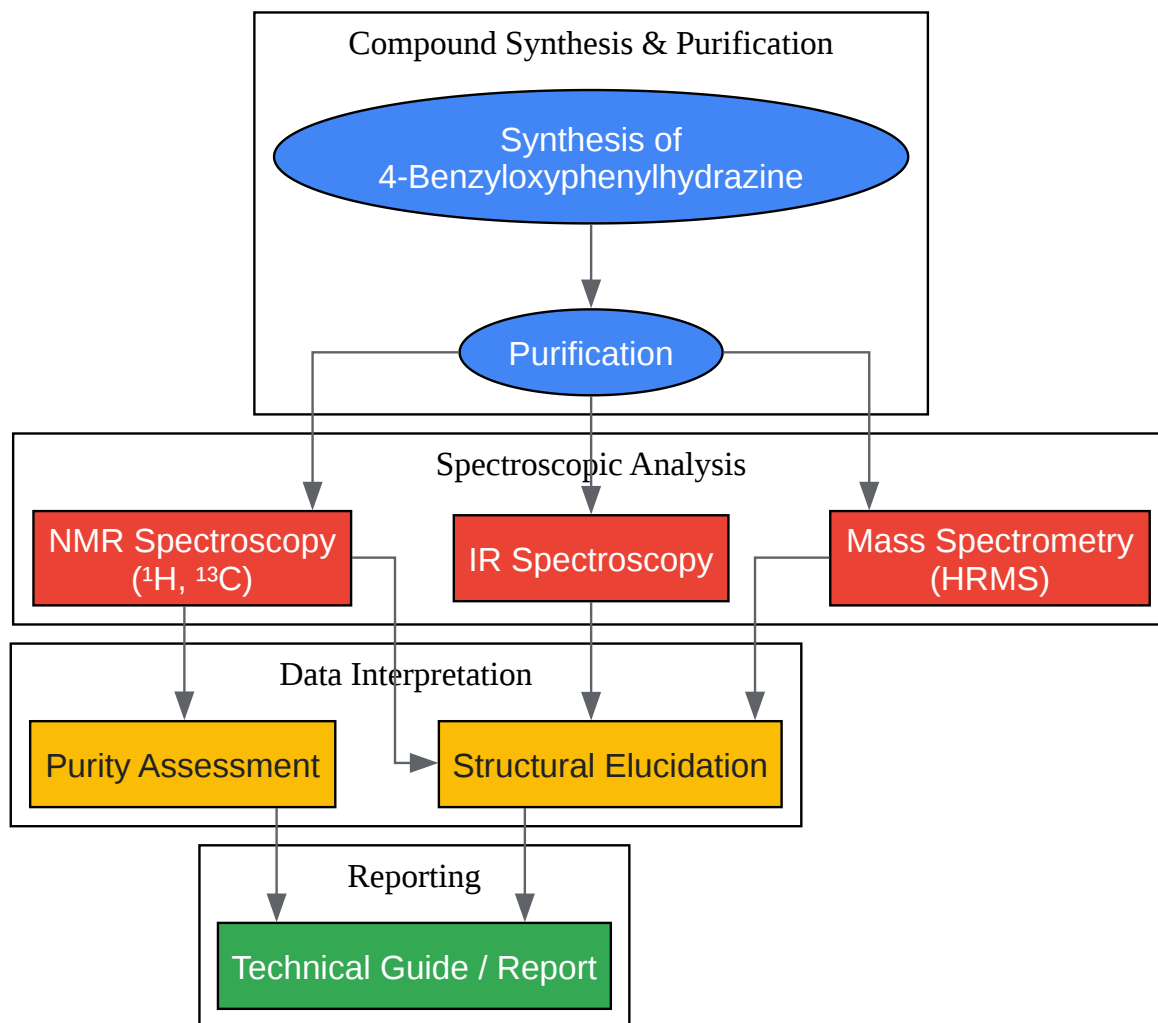 Compound Synthesis & Purification
Synthesis of
4-Benzyloxyphenylhydrazine
Purification
Spectroscopic Analysis
NMR Spectroscopy
(¹H, ¹³C)
IR Spectroscopy
Mass Spectrometry
(HRMS)
Data Interpretation
Purity Assessment
Structural Elucidation
Reporting
Technical Guide / Report